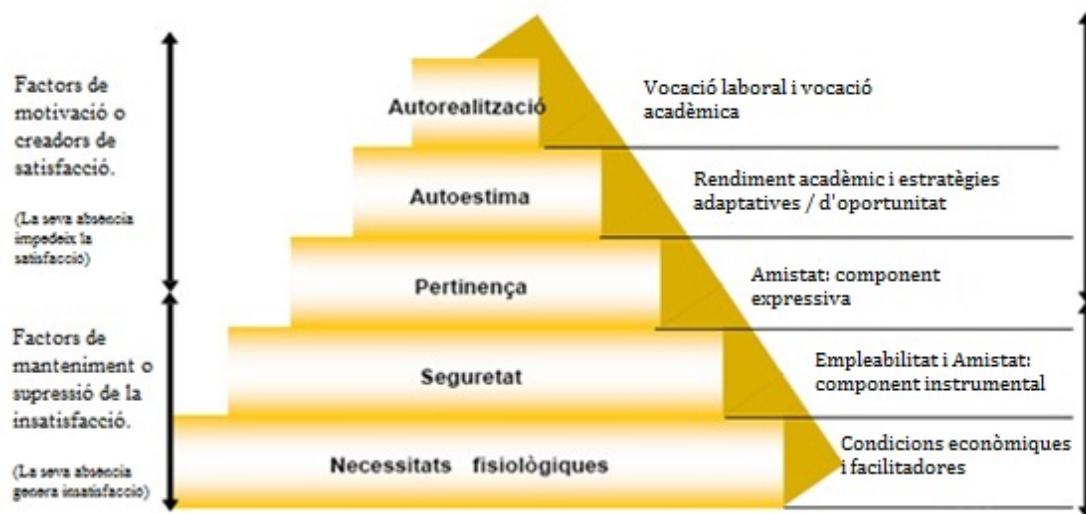 Factors de
motivació o
creadors de
satisfacció.
(La seva absència
impedeix la
satisfacció)
Factors de
manteniment o
supressió de la
insatisfacció.
(La seva absència
genera insatisfacció)
Autorealització
Autoestima
Pertinença
Seguretat
Necessitats fisiològiques
Vocació laboral i vocació
acadèmica
Rendiment acadèmic i estratègies
adaptatives / d'oportunitat
Amistat: component
expressiva
Empleabilitat i Amistat:
component instrumental
Condicions econòmiques
i facilitadores